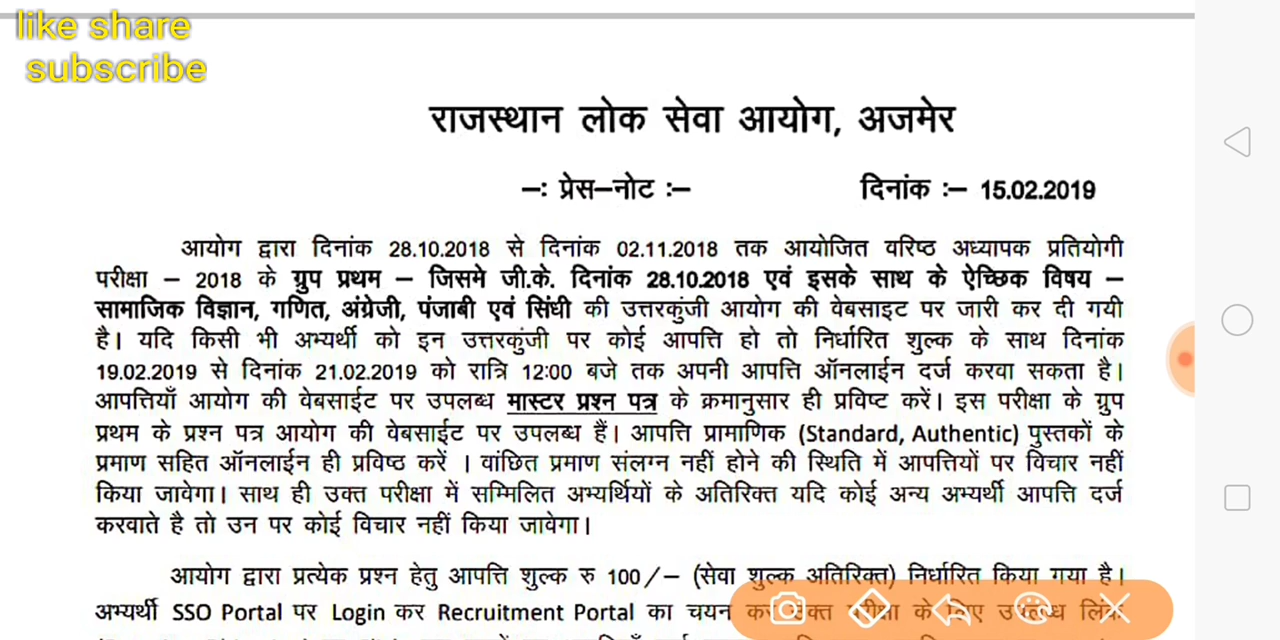 like share
subscribe
राजस्थान लोक सेवा आयोग, अजमेर
–: प्रेस–नोट :–
दिनांक :– 15.02.2019
आयोग द्वारा दिनांक 28.10.2018 से दिनांक 02.11.2018 तक आयोजित वरिष्ठ अध्यापक प्रतियोगी
परीक्षा – 2018 के ग्रुप प्रथम – जिसमे जी.के. दिनांक 28.10.2018 एवं इसके साथ के ऐच्छिक विषय –
सामाजिक विज्ञान, गणित, अंग्रेजी, पंजाबी एवं सिंधी की उत्तरकुंजी आयोग की वेबसाइट पर जारी कर दी गयी
है। यदि किसी भी अभ्यर्थी को इन उत्तरकुंजी पर कोई आपत्ति हो तो निर्धारित शुल्क के साथ दिनांक
19.02.2019 से दिनांक 21.02.2019 को रात्रि 12:00 बजे तक अपनी आपत्ति ऑनलाईन दर्ज करवा सकता है।
आपत्तियाँ आयोग की वेबसाईट पर उपलब्ध मास्टर प्रश्न पत्र के क्रमानुसार ही प्रविष्ट करें। इस परीक्षा के ग्रुप
प्रथम के प्रश्न पत्र आयोग की वेबसाईट पर उपलब्ध हैं। आपत्ति प्रामाणिक (Standard, Authentic) पुस्तकों के
प्रमाण सहित ऑनलाईन ही प्रविष्ठ करें । वांछित प्रमाण संलग्न नहीं होने की स्थिति में आपत्तियों पर विचार नहीं
किया जावेगा। साथ ही उक्त परीक्षा में सम्मिलित अभ्यर्थियों के अतिरिक्त यदि कोई अन्य अभ्यर्थी आपत्ति दर्ज
करवाते है तो उन पर कोई विचार नहीं किया जावेगा।
आयोग द्वारा प्रत्येक प्रश्न हेतु आपत्ति शुल्क रु 100/– (सेवा शुल्क अतिरिक्त) निर्धारित किया गया है।
अभ्यर्थी SSO Portal पर Login कर Recruitment Portal का चयन कर उक्त परीक्षा के लिए उपलब्ध लिंक